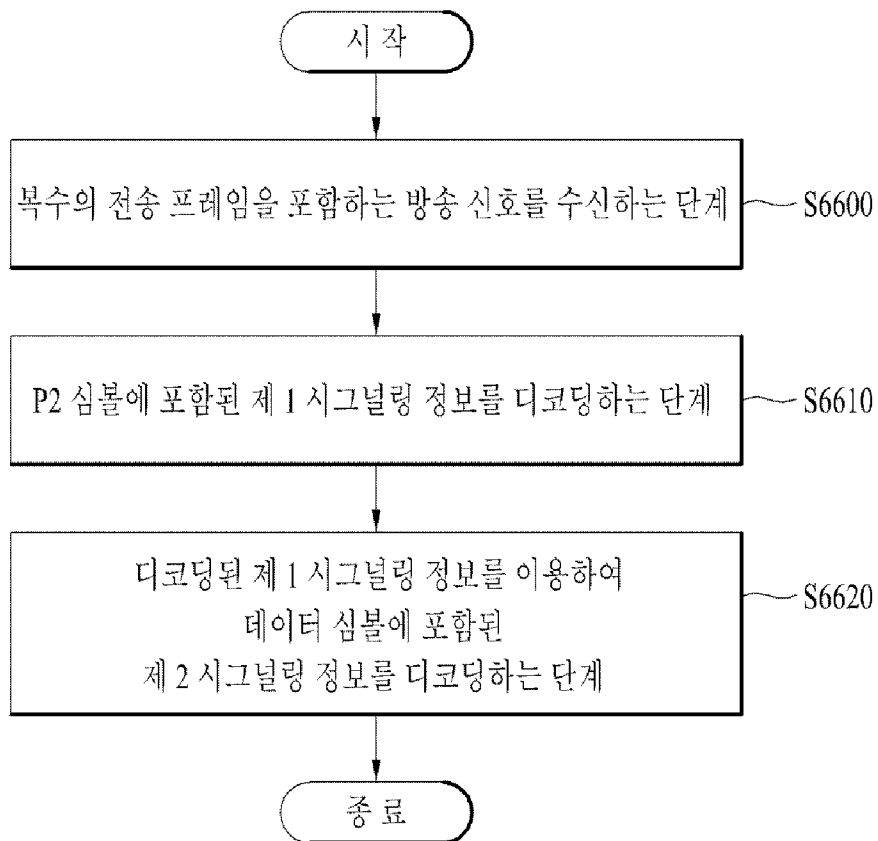 시 작
복수의 전송 프레임을 포함하는 방송 신호를 수신하는 단계
S6600
P2 심볼에 포함된 제 1 시그널링 정보를 디코딩하는 단계
S6610
디코딩된 제 1 시그널링 정보를 이용하여
데이터 심볼에 포함된
제 2 시그널링 정보를 디코딩하는 단계
S6620
종 료